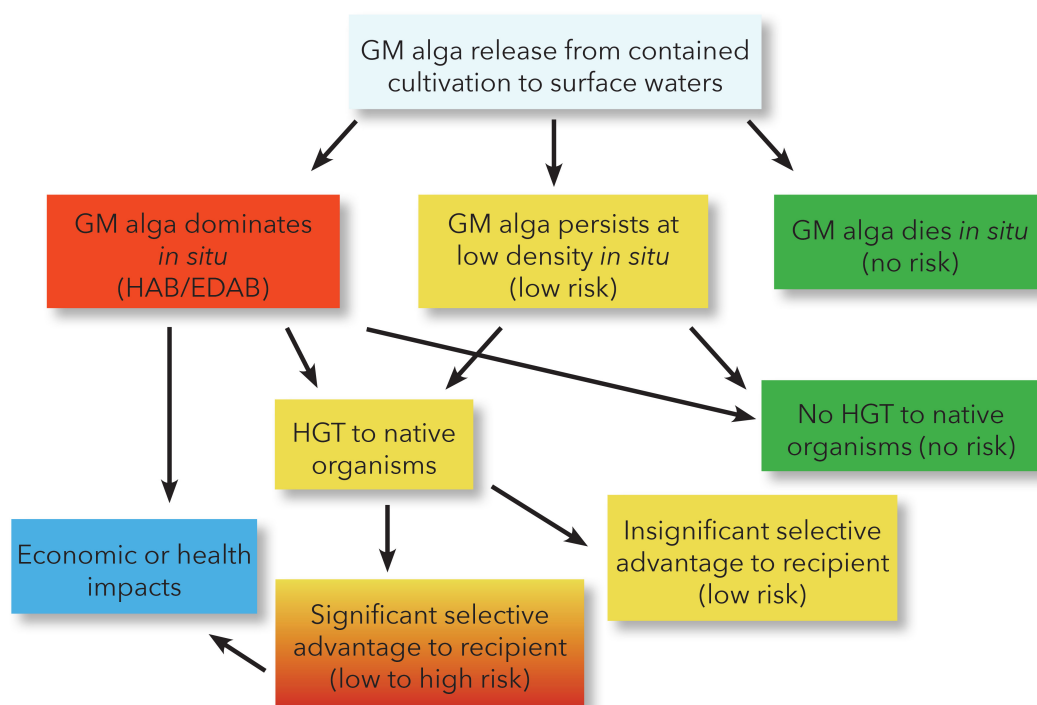 GM alga release from contained
cultivation to surface waters
GM alga dominates
in situ
(HAB/EDAB)
GM alga persists at
low density in situ
(low risk)
GM alga dies in situ
(no risk)
HGT to native
organisms
No HGT to native
organisms (no risk)
Economic or health
impacts
Significant selective
advantage to recipient
(low to high risk)
Insignificant selective
advantage to recipient
(low risk)